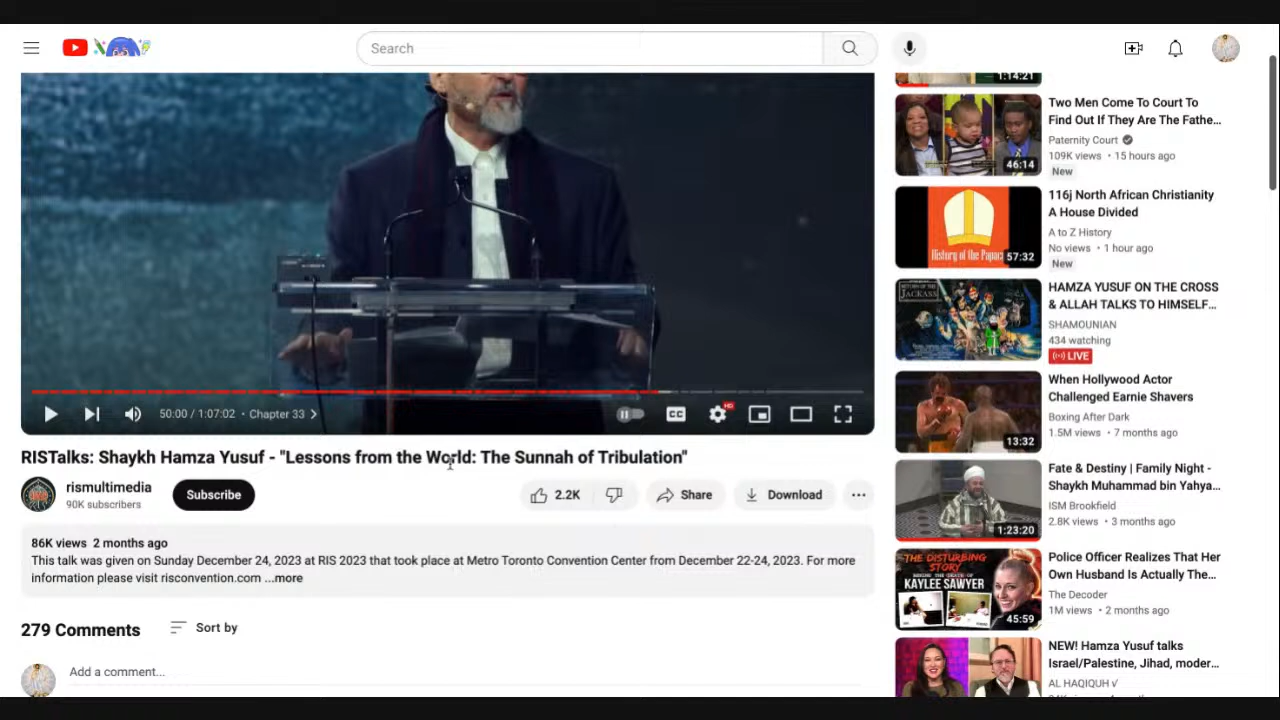 Search
1:14:21
50:00 / 1:07:02 • Chapter 33
CC
HD
RISTalks: Shaykh Hamza Yusuf - "Lessons from the World: The Sunnah of Tribulation"
rismultimedia
90K subscribers
Subscribe
2.2K
Share
Download
86K views 2 months ago
This talk was given on Sunday December 24, 2023 at RIS 2023 that took place at Metro Toronto Convention Center from December 22-24, 2023. For more
information please visit risconvention.com ...more
279 Comments
Sort by
Add a comment...
46:14
Two Men Come To Court To
Find Out If They Are The Fathe...
Paternity Court
109K views • 15 hours ago
New
History of the Papac
57:32
116j North African Christianity
A House Divided
A to Z History
No views • 1 hour ago
New
RETURN OF THE
JACKASS
HAMZA YUSUF ON THE CROSS
& ALLAH TALKS TO HIMSELF...
SHAMOUNIAN
434 watching
LIVE
13:32
When Hollywood Actor
Challenged Earnie Shavers
Boxing After Dark
1.5M views • 7 months ago
1:23:20
Fate & Destiny | Family Night -
Shaykh Muhammad bin Yahya...
ISM Brookfield
2.8K views • 3 months ago
THE DISTURBING
STORY
KAYLEE SAWYER
45:59
Police Officer Realizes That Her
Own Husband Is Actually The...
The Decoder
1M views • 2 months ago
NEW! Hamza Yusuf talks
Israel/Palestine, Jihad, moder...
AL HAQIQUH √